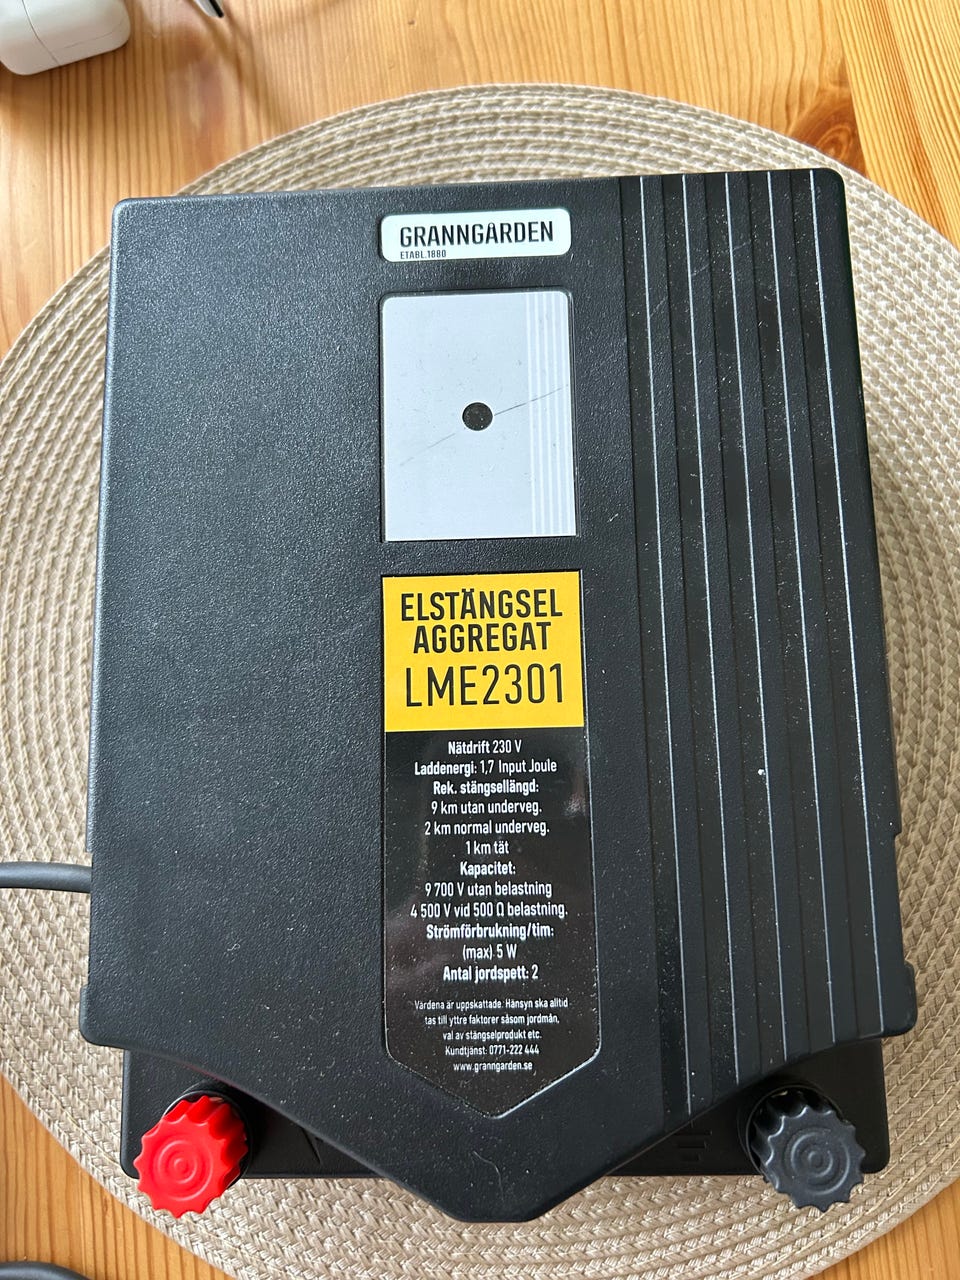 GRANNGÅRDEN
ETABL.1880
ELSTÄNGSEL
AGGREGAT
LME2301
Nätdrift 230 V
Laddenergi: 1,7 Input Joule
Rek. stängsellängd:
9 km utan underveg.
2 km normal underveg.
1 km tät
Kapacitet:
9 700 V utan belastning
4 500 V vid 500 Ω belastning.
Strömförbrukning/tim:
(max) 5 W
Antal jordspett: 2
Värdena är uppskattade. Hänsyn ska alltid
tas till yttre faktorer såsom jordmån,
val av stängselprodukt etc.
Kundtjänst: 0771-222 444
www.granngarden.se